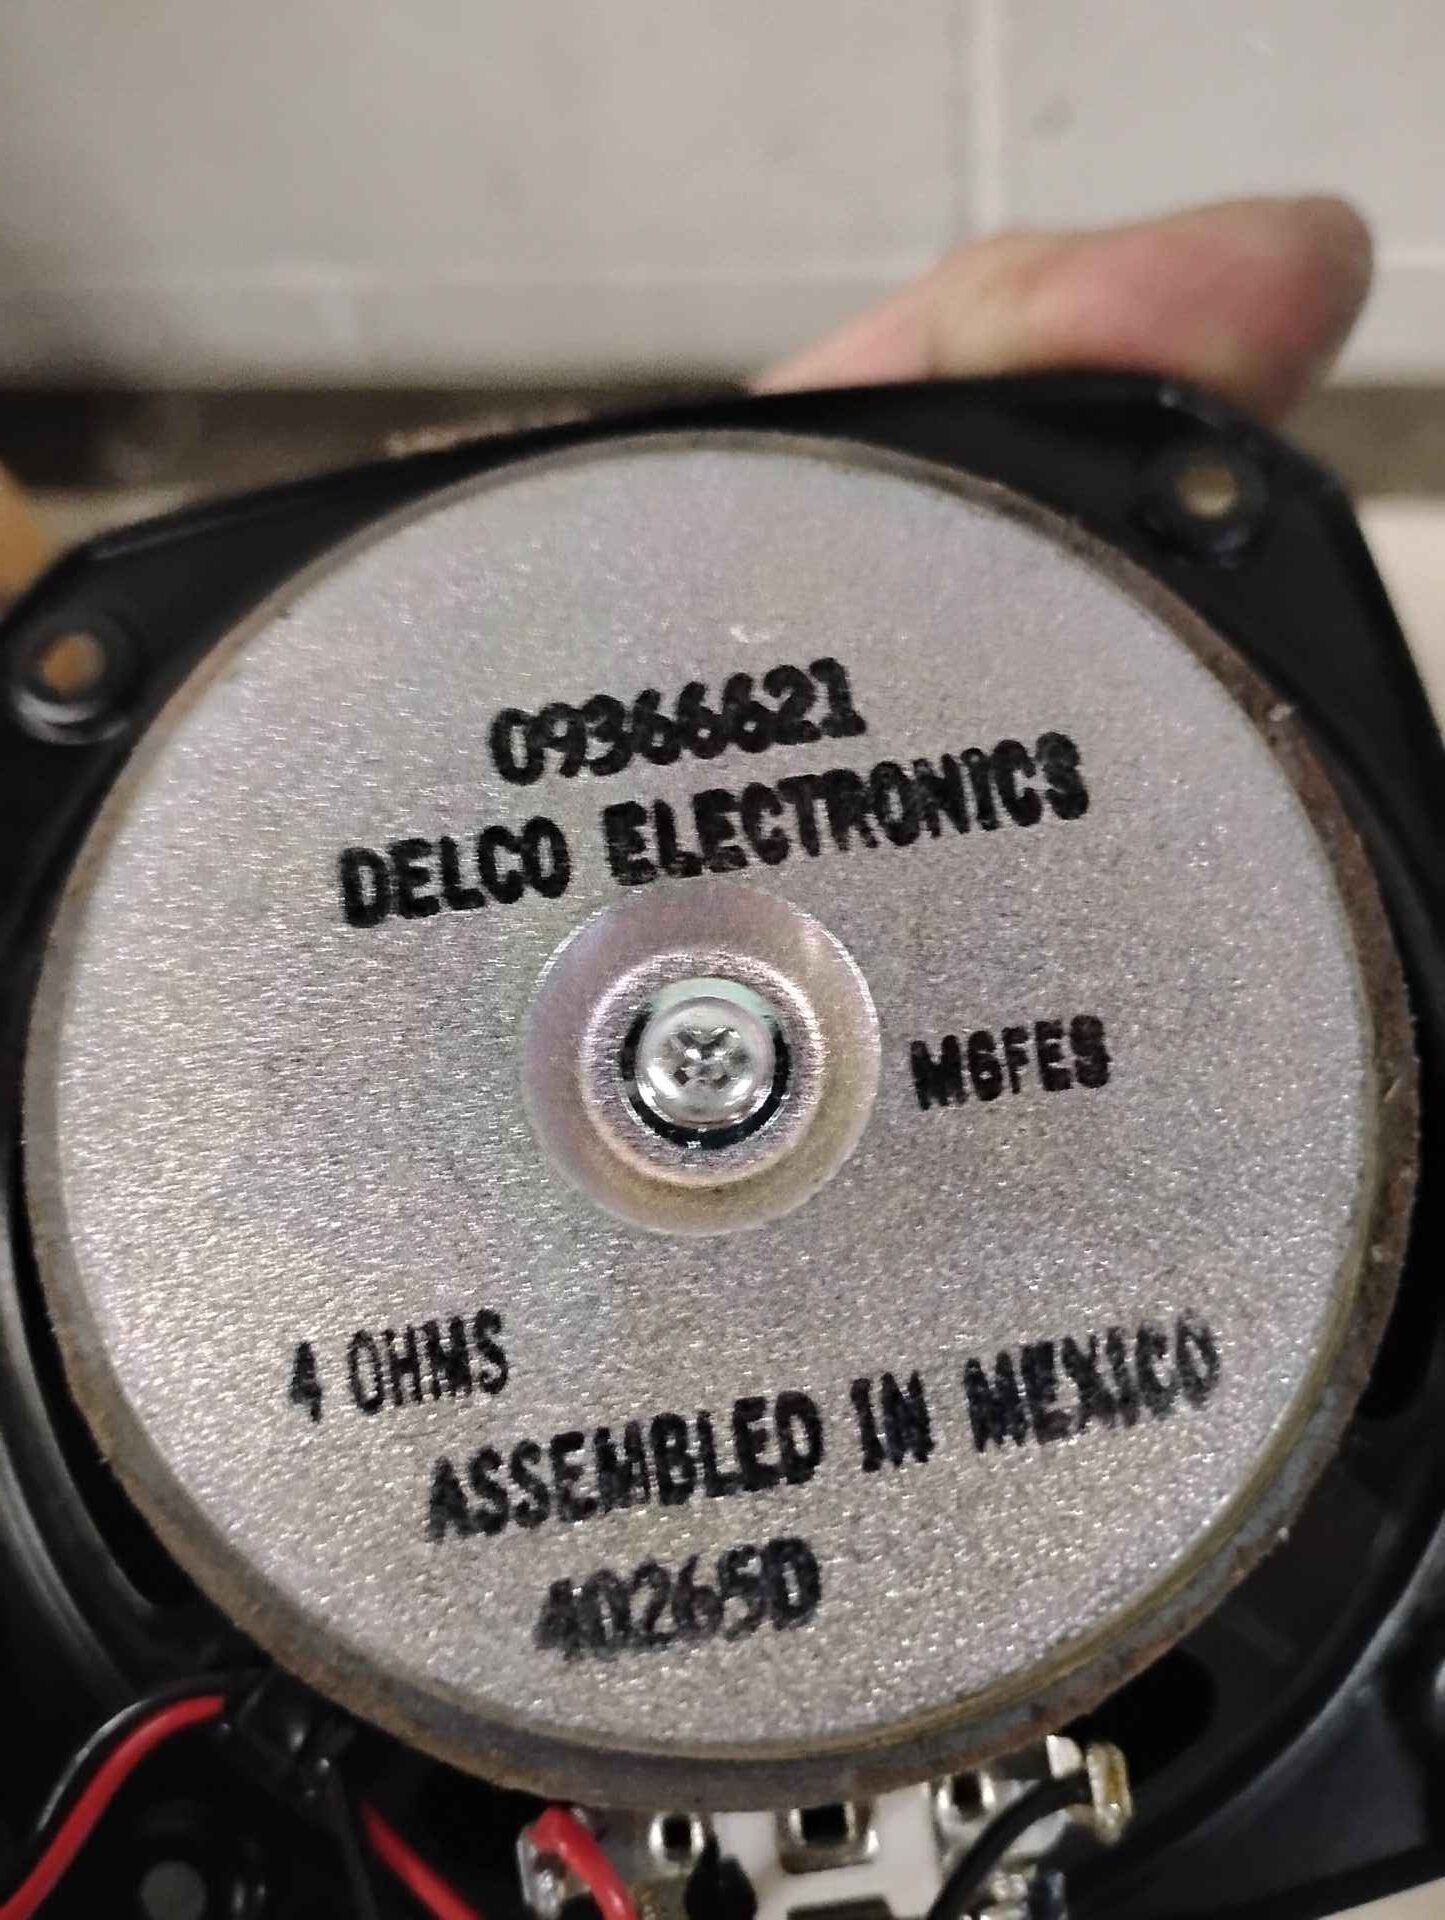 09366621
DELCO ELECTRONICS
M6FES
4 OHMS
ASSEMBLED IN MEXICO
40265D